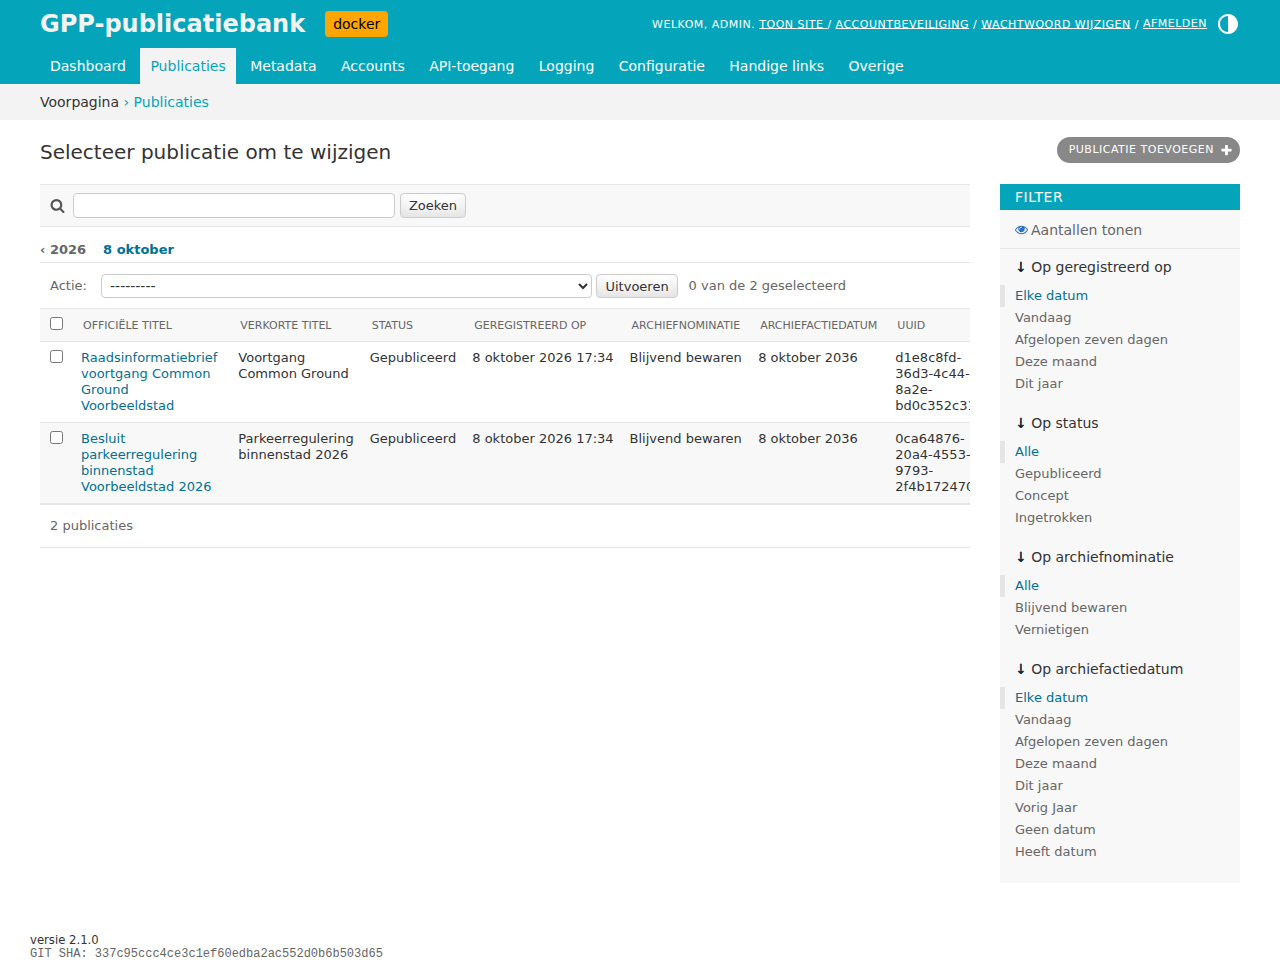 GPP-publicatiebank docker
WELKOM, ADMIN. TOON SITE / ACCOUNTBEVEILIGING / WACHTWOORD WIJZIGEN / AFMELDEN
Dashboard Publicaties Metadata Accounts API-toegang Logging Configuratie Handige links Overige
Voorpagina › Publicaties
Selecteer publicatie om te wijzigen
PUBLICATIE TOEVOEGEN
Zoeken
‹ 2026 8 oktober
Actie: --------- Uitvoeren 0 van de 2 geselecteerd
OFFICIËLE TITEL VERKORTE TITEL STATUS GEREGISTREERD OP ARCHIEFNOMINATIE ARCHIEFACTIEDATUM UUID
Raadsinformatiebrief Voortgang Gepubliceerd 8 oktober 2026 17:34 Blijvend bewaren 8 oktober 2036 d1e8c8fd-
voortgang Common Common Ground 36d3-4c44-
Ground 8a2e-
Voorbeeldstad
Besluit Parkeerregulering Gepubliceerd 8 oktober 2026 17:34 Blijvend bewaren 8 oktober 2036 0ca64876-
parkeerregulering binnenstad 2026 20a4-4553-
binnenstad 9793-
Voorbeeldstad 2026
2 publicaties
FILTER
Aantallen tonen
↓ Op geregistreerd op
Elke datum
Vandaag
Afgelopen zeven dagen
Deze maand
Dit jaar
↓ Op status
Alle
Gepubliceerd
Concept
Ingetrokken
↓ Op archiefnominatie
Alle
Blijvend bewaren
Vernietigen
↓ Op archiefactiedatum
Elke datum
Vandaag
Afgelopen zeven dagen
Deze maand
Dit jaar
Vorig Jaar
Geen datum
Heeft datum
versie 2.1.0
GIT SHA: 337c95ccc4ce3c1ef60edba2ac552d0b6b503d65